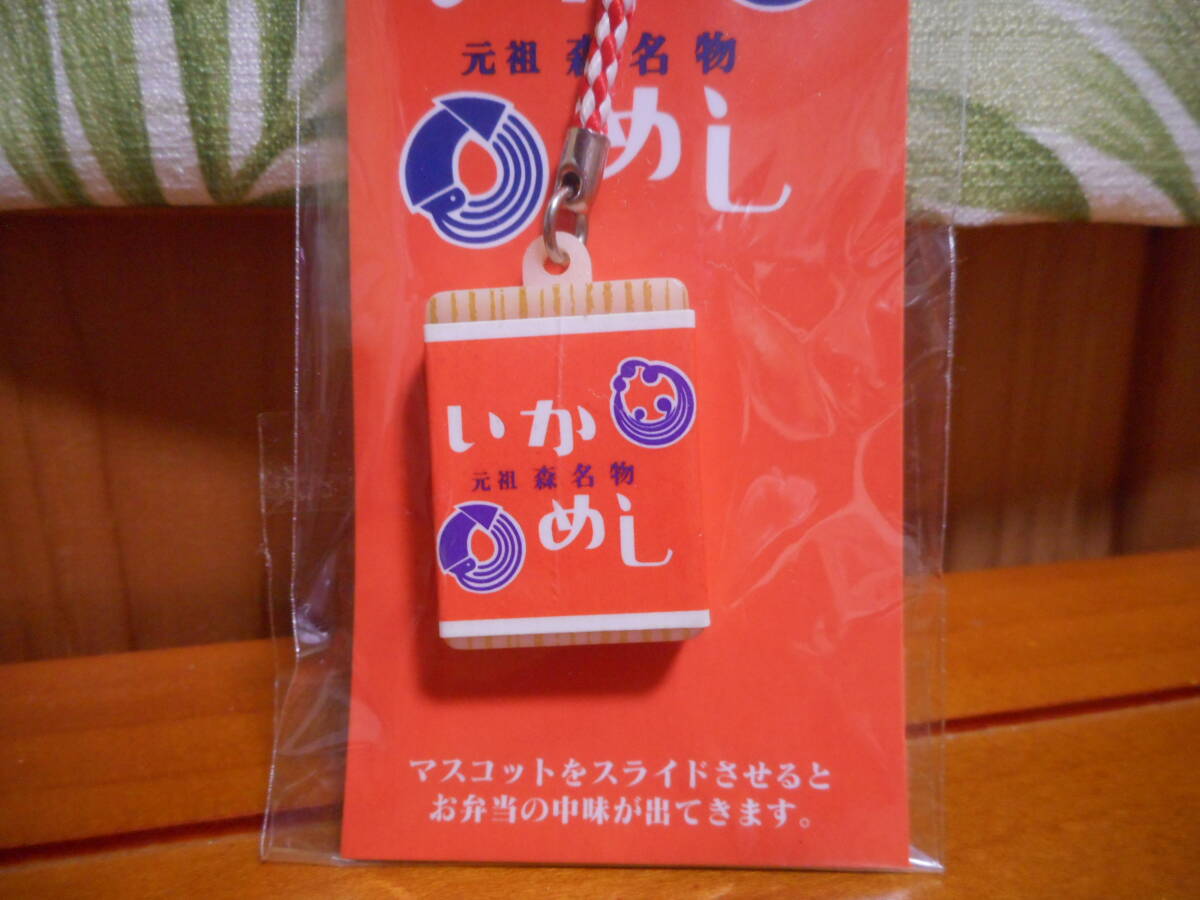 元祖 森名物
めし
いか
元祖 森名物
めし
マスコットをスライドさせると
お弁当の中味が出てきます。